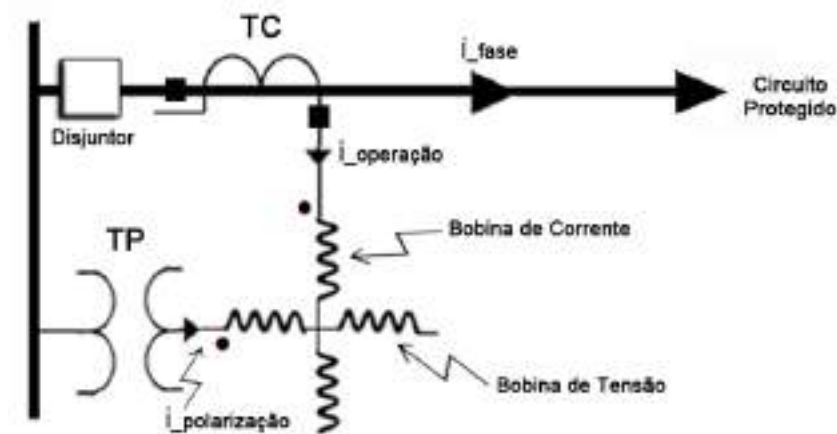 TC
i_fase
Circuito
Protegido
Disjuntor
i_operação
TP
Bobina de Corrente
Bobina de Tensão
i_polarização